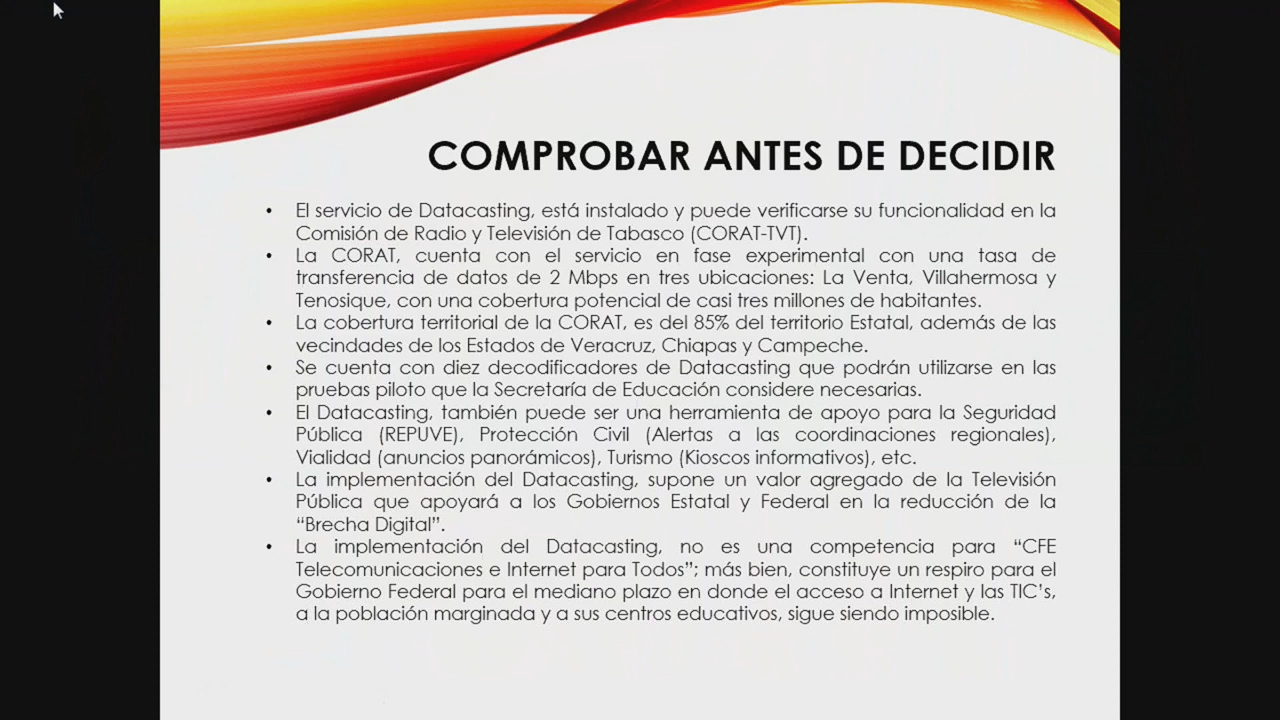 COMPROBAR ANTES DE DECIDIR
• El servicio de Datacasting, está instalado y puede verificarse su funcionalidad en la
Comisión de Radio y Televisión de Tabasco (CORAT-TVT).
• La CORAT, cuenta con el servicio en fase experimental con una tasa de
transferencia de datos de 2 Mbps en tres ubicaciones: La Venta, Villahermosa y
Tenosique, con una cobertura potencial de casi tres millones de habitantes.
• La cobertura territorial de la CORAT, es del 85% del territorio Estatal, además de las
vecindades de los Estados de Veracruz, Chiapas y Campeche.
• Se cuenta con diez decodificadores de Datacasting que podrán utilizarse en las
pruebas piloto que la Secretaría de Educación considere necesarias.
• El Datacasting, también puede ser una herramienta de apoyo para la Seguridad
Pública (REPUVE), Protección Civil (Alertas a las coordinaciones regionales),
Vialidad (anuncios panorámicos), Turismo (Kioscos informativos), etc.
• La implementación del Datacasting, supone un valor agregado de la Televisión
Pública que apoyará a los Gobiernos Estatal y Federal en la reducción de la
“Brecha Digital”.
• La implementación del Datacasting, no es una competencia para “CFE
Telecomunicaciones e Internet para Todos”; más bien, constituye un respiro para el
Gobierno Federal para el mediano plazo en donde el acceso a Internet y las TIC’s,
a la población marginada y a sus centros educativos, sigue siendo imposible.